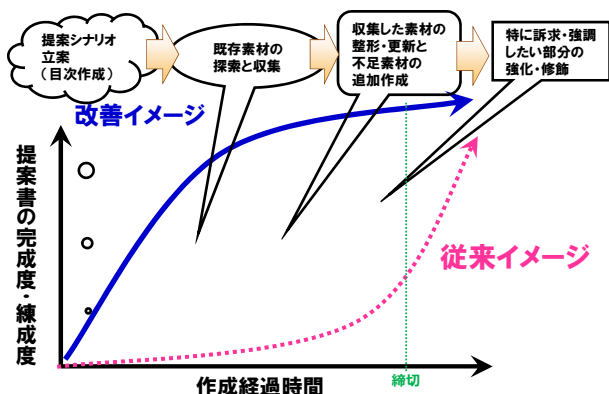 提案シナリオ
立案
(目次作成)
既存素材の
探索と収集
収集した素材の
整形・更新と
不足素材の
追加作成
特に訴求・強調
したい部分の
強化・修飾
改善イメージ
提案書の完成度・練成度
従来イメージ
締切
作成経過時間